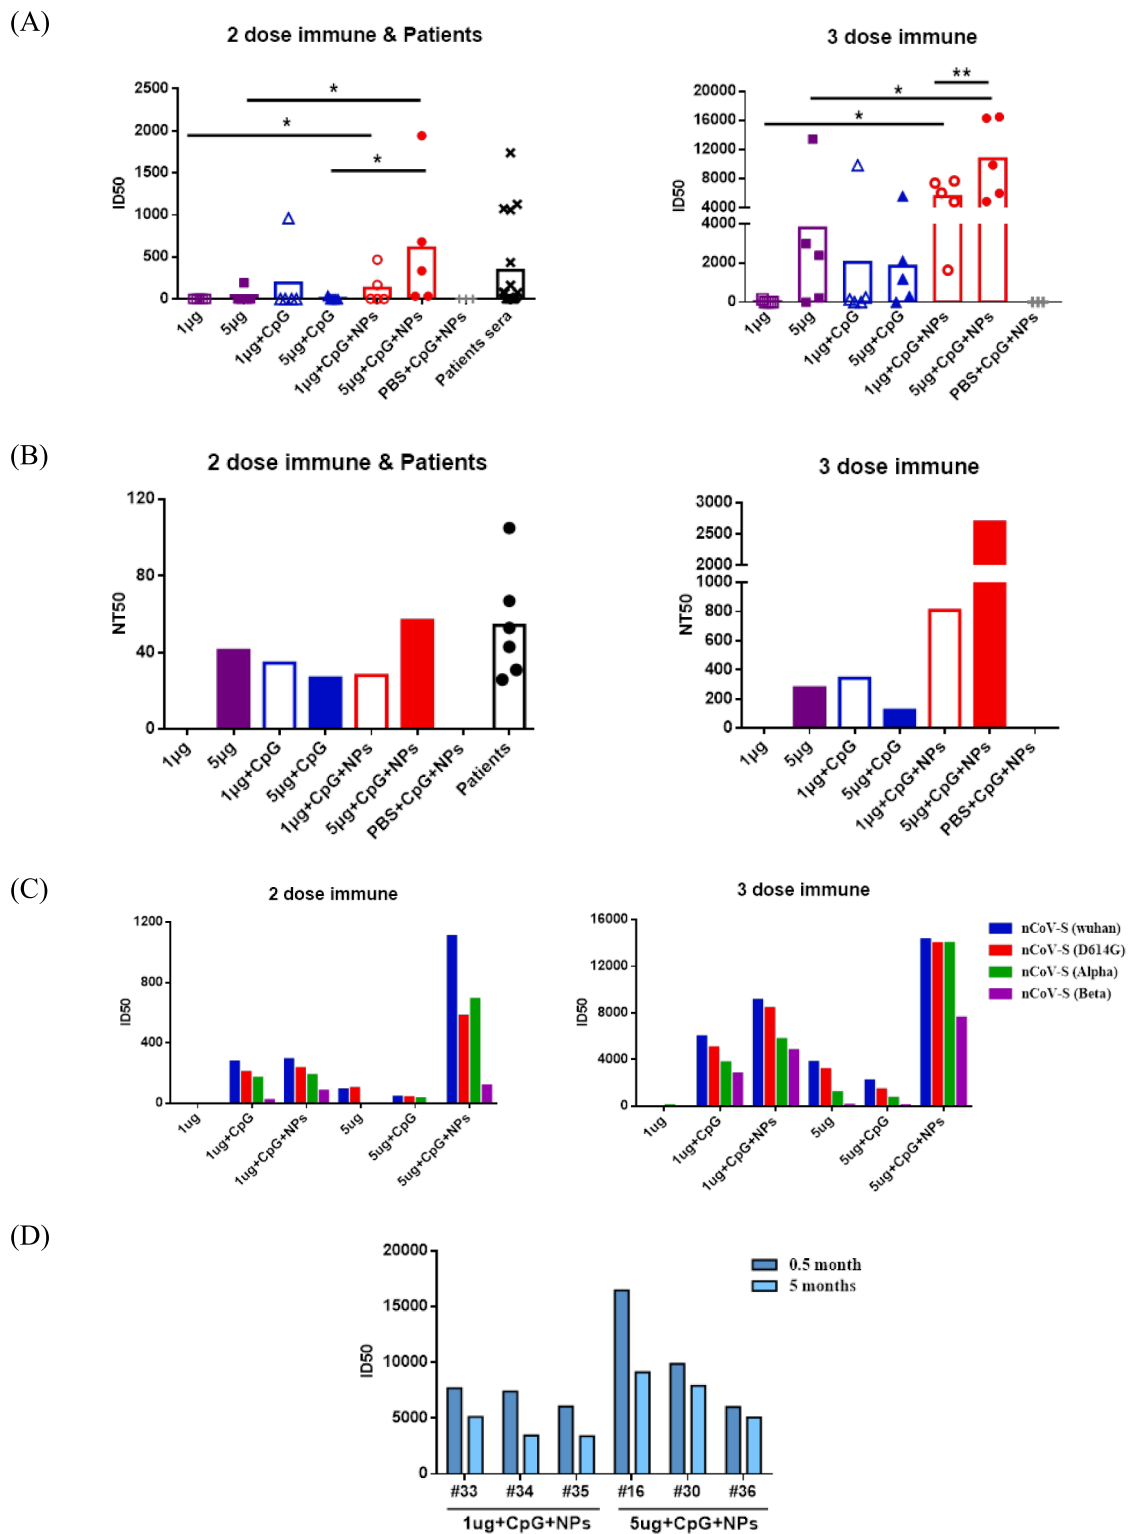 (A)
2 dose immune & Patients
3 dose immune
2500
2000
1500
1000
500
0
ID50
*
*
*
1µg
5µg
1µg+CpG
5µg+CpG
1µg+CpG+NPs
5µg+CpG+NPs
PBS+CpG+NPs
Patients sera
20000
16000
12000
8000
4000
4000
2000
0
ID50
**
*
*
1µg
5µg
1µg+CpG
5µg+CpG
1µg+CpG+NPs
5µg+CpG+NPs
PBS+CpG+NPs
(B)
2 dose immune & Patients
3 dose immune
120
80
40
0
NT50
1µg
5µg
1µg+CpG
5µg+CpG
1µg+CpG+NPs
5µg+CpG+NPs
PBS+CpG+NPs
Patients
3000
2500
2000
1000
800
600
400
200
0
NT50
1µg
5µg
1µg+CpG
5µg+CpG
1µg+CpG+NPs
5µg+CpG+NPs
PBS+CpG+NPs
(C)
2 dose immune
3 dose immune
1200
800
400
0
ID50
1ug
1ug+CpG
1ug+CpG+NPs
5ug
5ug+CpG
5ug+CpG+NPs
16000
12000
8000
4000
0
ID50
1ug
1ug+CpG
1ug+CpG+NPs
5ug
5ug+CpG
5ug+CpG+NPs
nCoV-S (wuhan)
nCoV-S (D614G)
nCoV-S (Alpha)
nCoV-S (Beta)
(D)
20000
15000
10000
5000
0
ID50
0.5 month
5 months
#33 #34 #35 #16 #30 #36
1ug+CpG+NPs 5ug+CpG+NPs